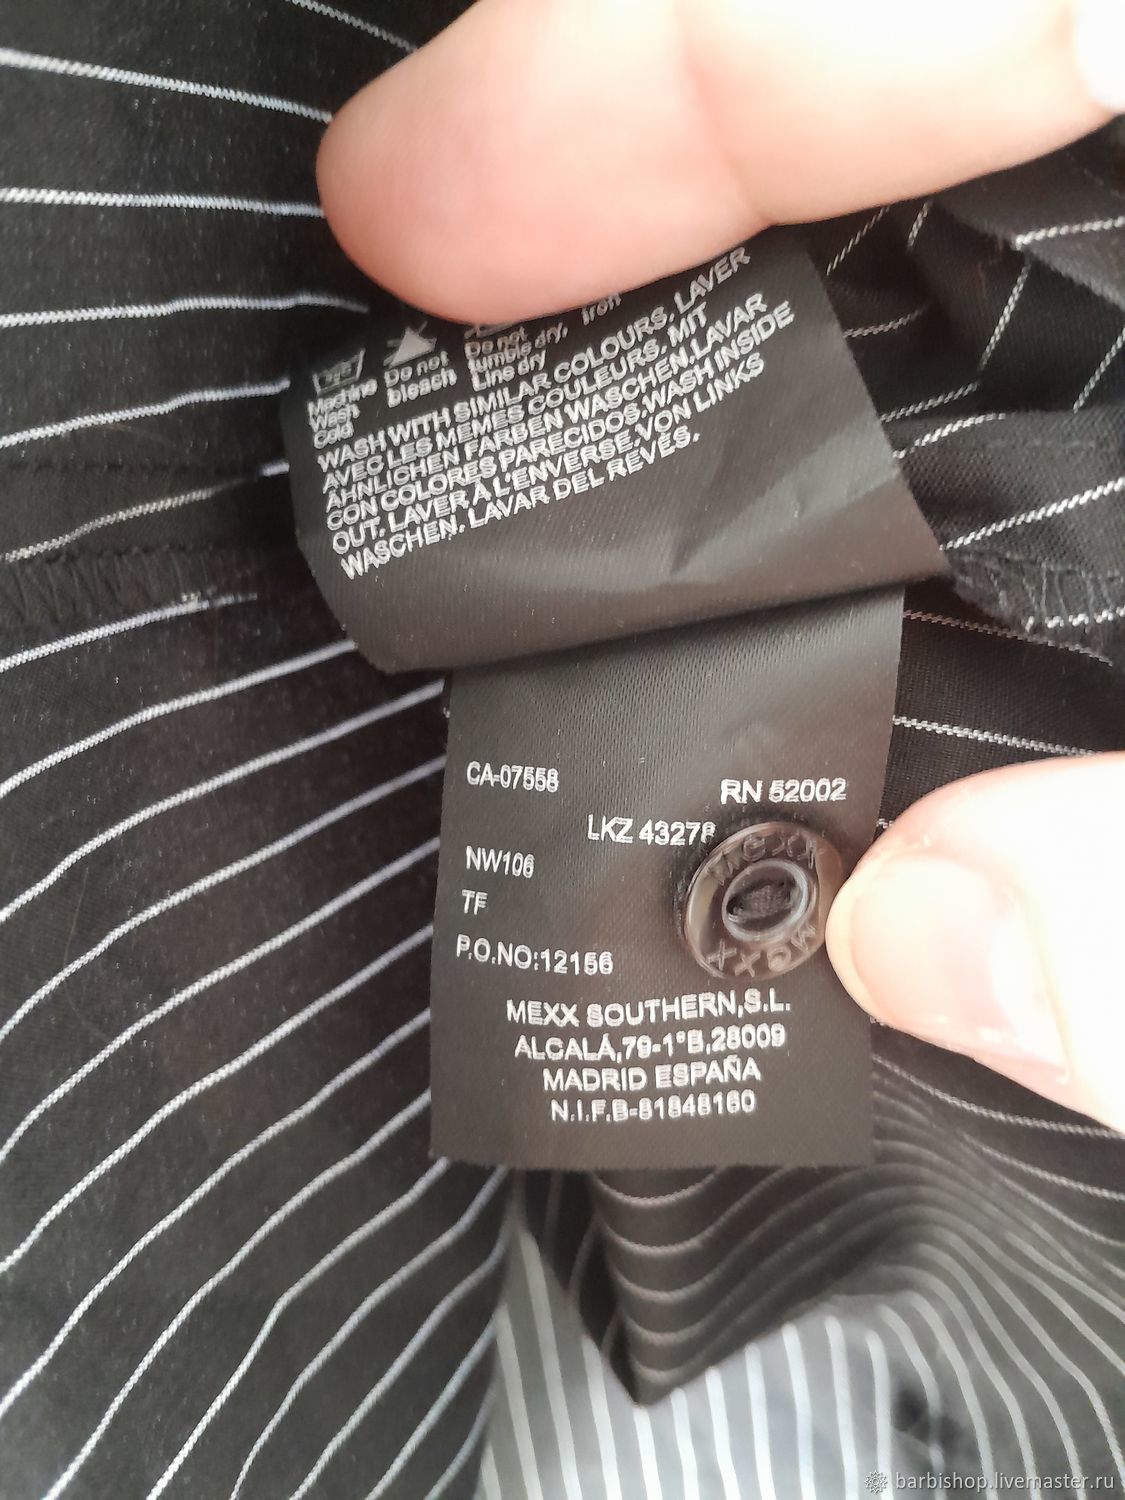 Machine
Wash
Cold
Do not
bleach
Do not
tumble dry,
Line dry
Iron
WASH WITH SIMILAR COLOURS. LAVER
AVEC LES MEMES COULEURS. MIT
ÄHNLICHEN FARBEN WASCHEN.LAVAR
CON COLORES PARECIDOS.WASH INSIDE
OUT. LAVER À L'ENVERSE.VON LINKS
WASCHEN. LAVAR DEL REVÉS.
CA-07558
RN 52002
LKZ 43278
NW106
TF
P.O.NO:12156
MEXX
MEXX
MEXX SOUTHERN,S.L.
ALCALÁ,79-1°B,28009
MADRID ESPAÑA
N.I.F.B-81848160
barbishop.livemaster.ru